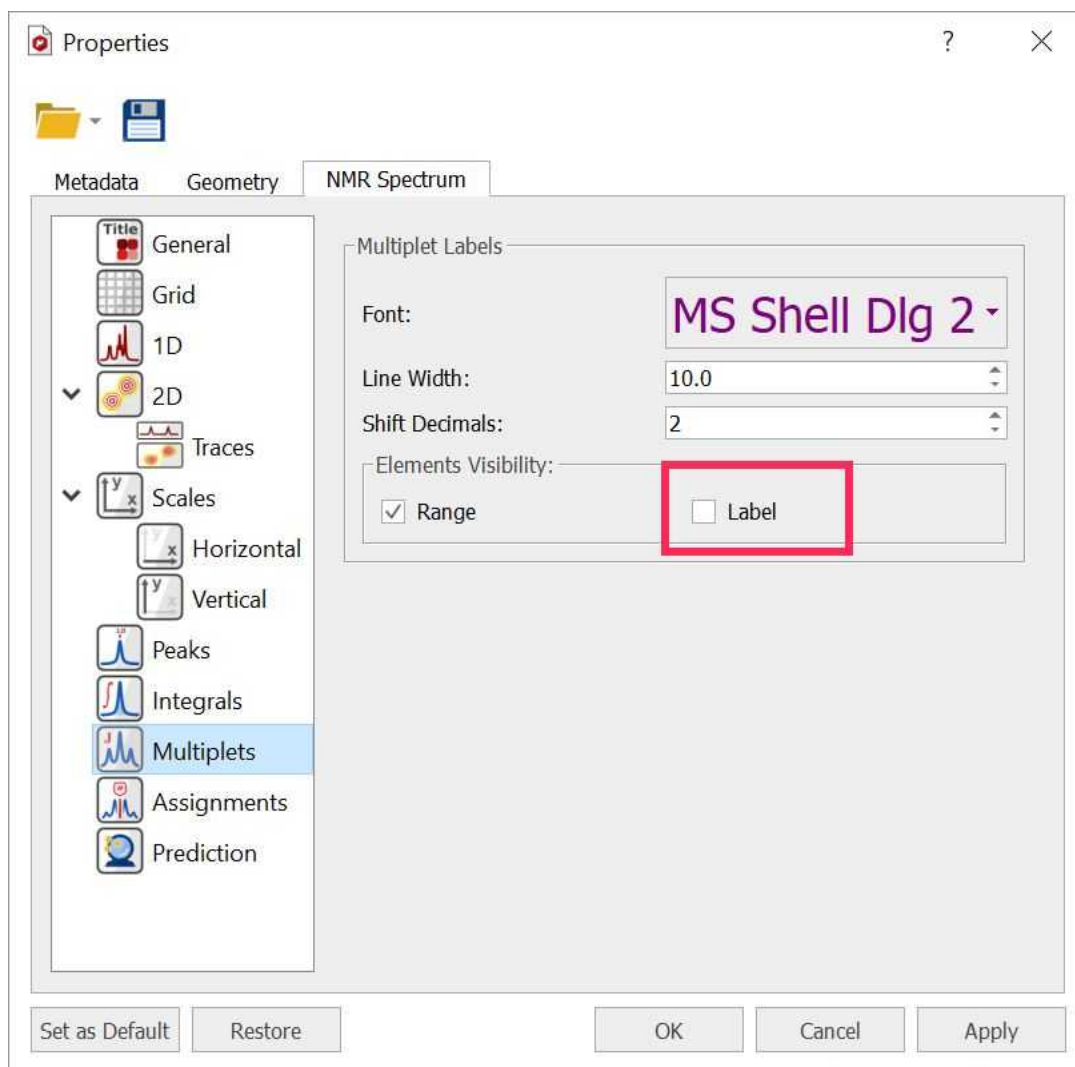 Properties
?
Metadata Geometry NMR Spectrum
Title
General
Grid
1D
2D
Traces
Scales
Horizontal
Vertical
Peaks
Integrals
Multiplets
Assignments
Prediction
Multiplet Labels
Font: MS Shell Dlg 2
Line Width: 10.0
Shift Decimals: 2
Elements Visibility:
Range Label
Set as Default Restore OK Cancel Apply